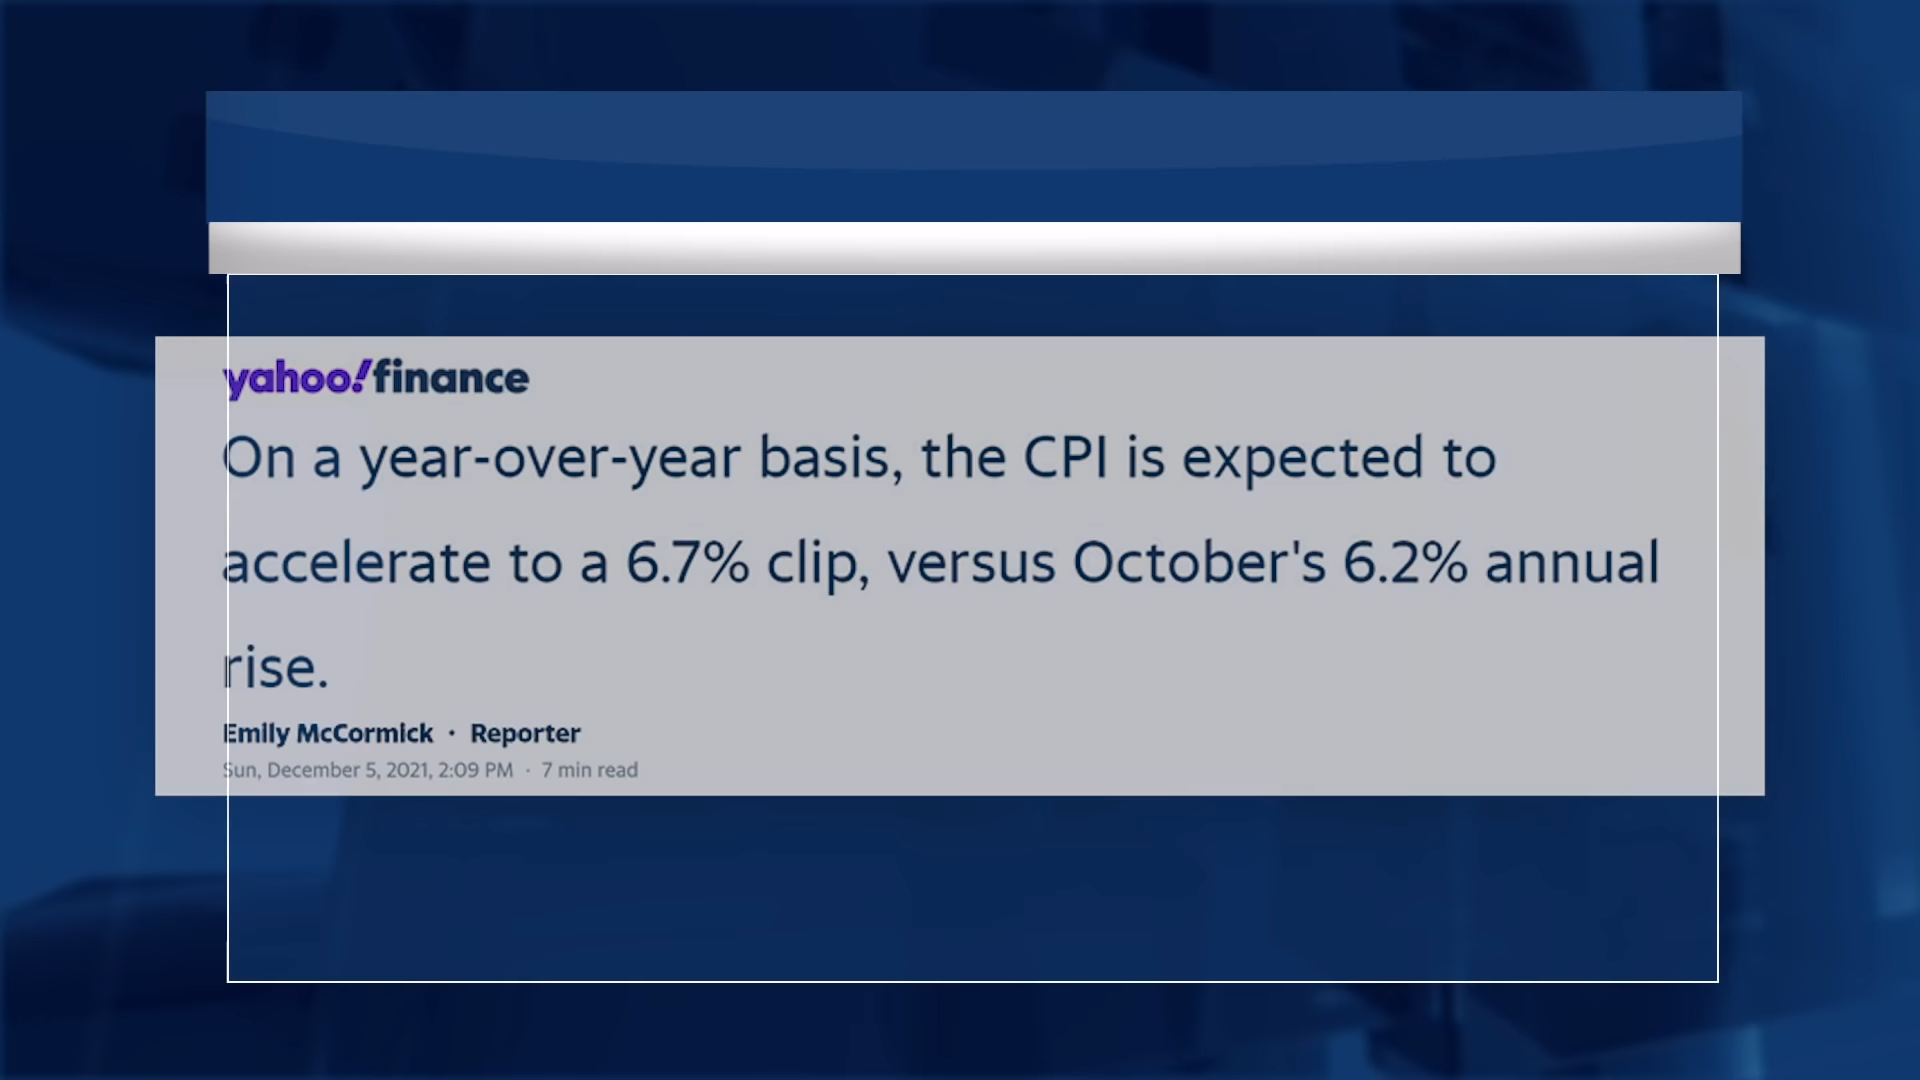 yahoo!finance
On a year-over-year basis, the CPI is expected to
accelerate to a 6.7% clip, versus October's 6.2% annual
rise.
Emily McCormick · Reporter
Sun, December 5, 2021, 2:09 PM · 7 min read